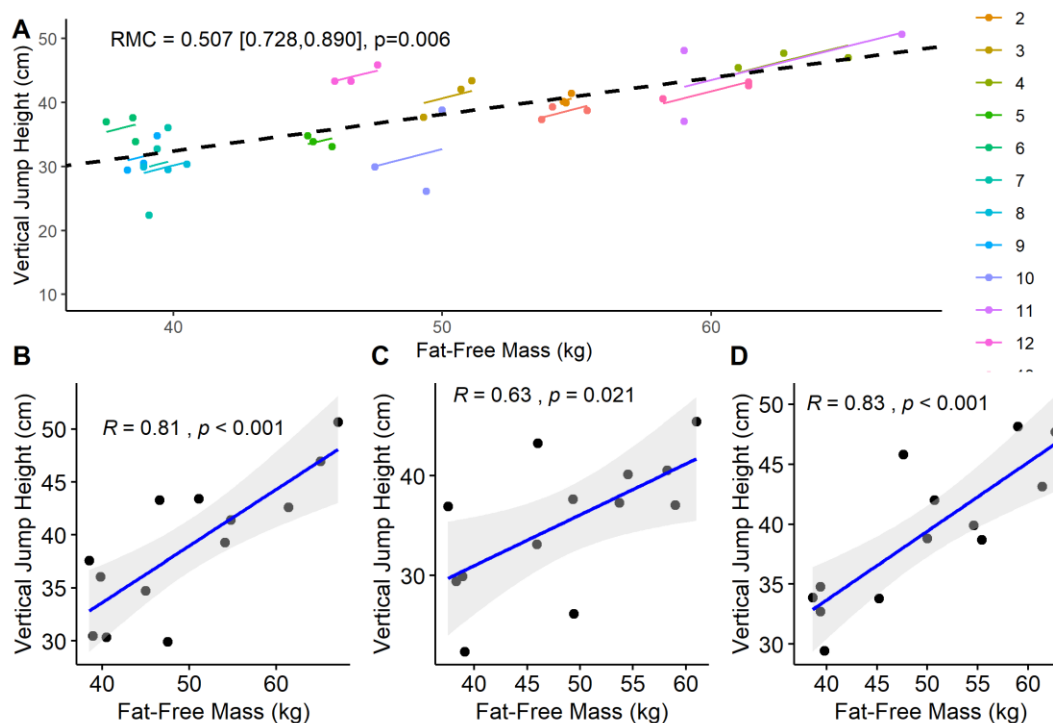 A
RMC = 0.507 [0.728,0.890], p=0.006
Vertical Jump Height (cm)
50
40
30
20
10
40
50
60
Fat-Free Mass (kg)
2
3
4
5
6
7
8
9
10
11
12
B
R = 0.81 , p < 0.001
Vertical Jump Height (cm)
50
45
40
35
30
40
45
50
55
60
65
Fat-Free Mass (kg)
C
R = 0.63 , p = 0.021
Vertical Jump Height (cm)
40
30
40
45
50
55
60
Fat-Free Mass (kg)
D
R = 0.83 , p < 0.001
Vertical Jump Height (cm)
50
45
40
35
30
40
45
50
55
60
Fat-Free Mass (kg)